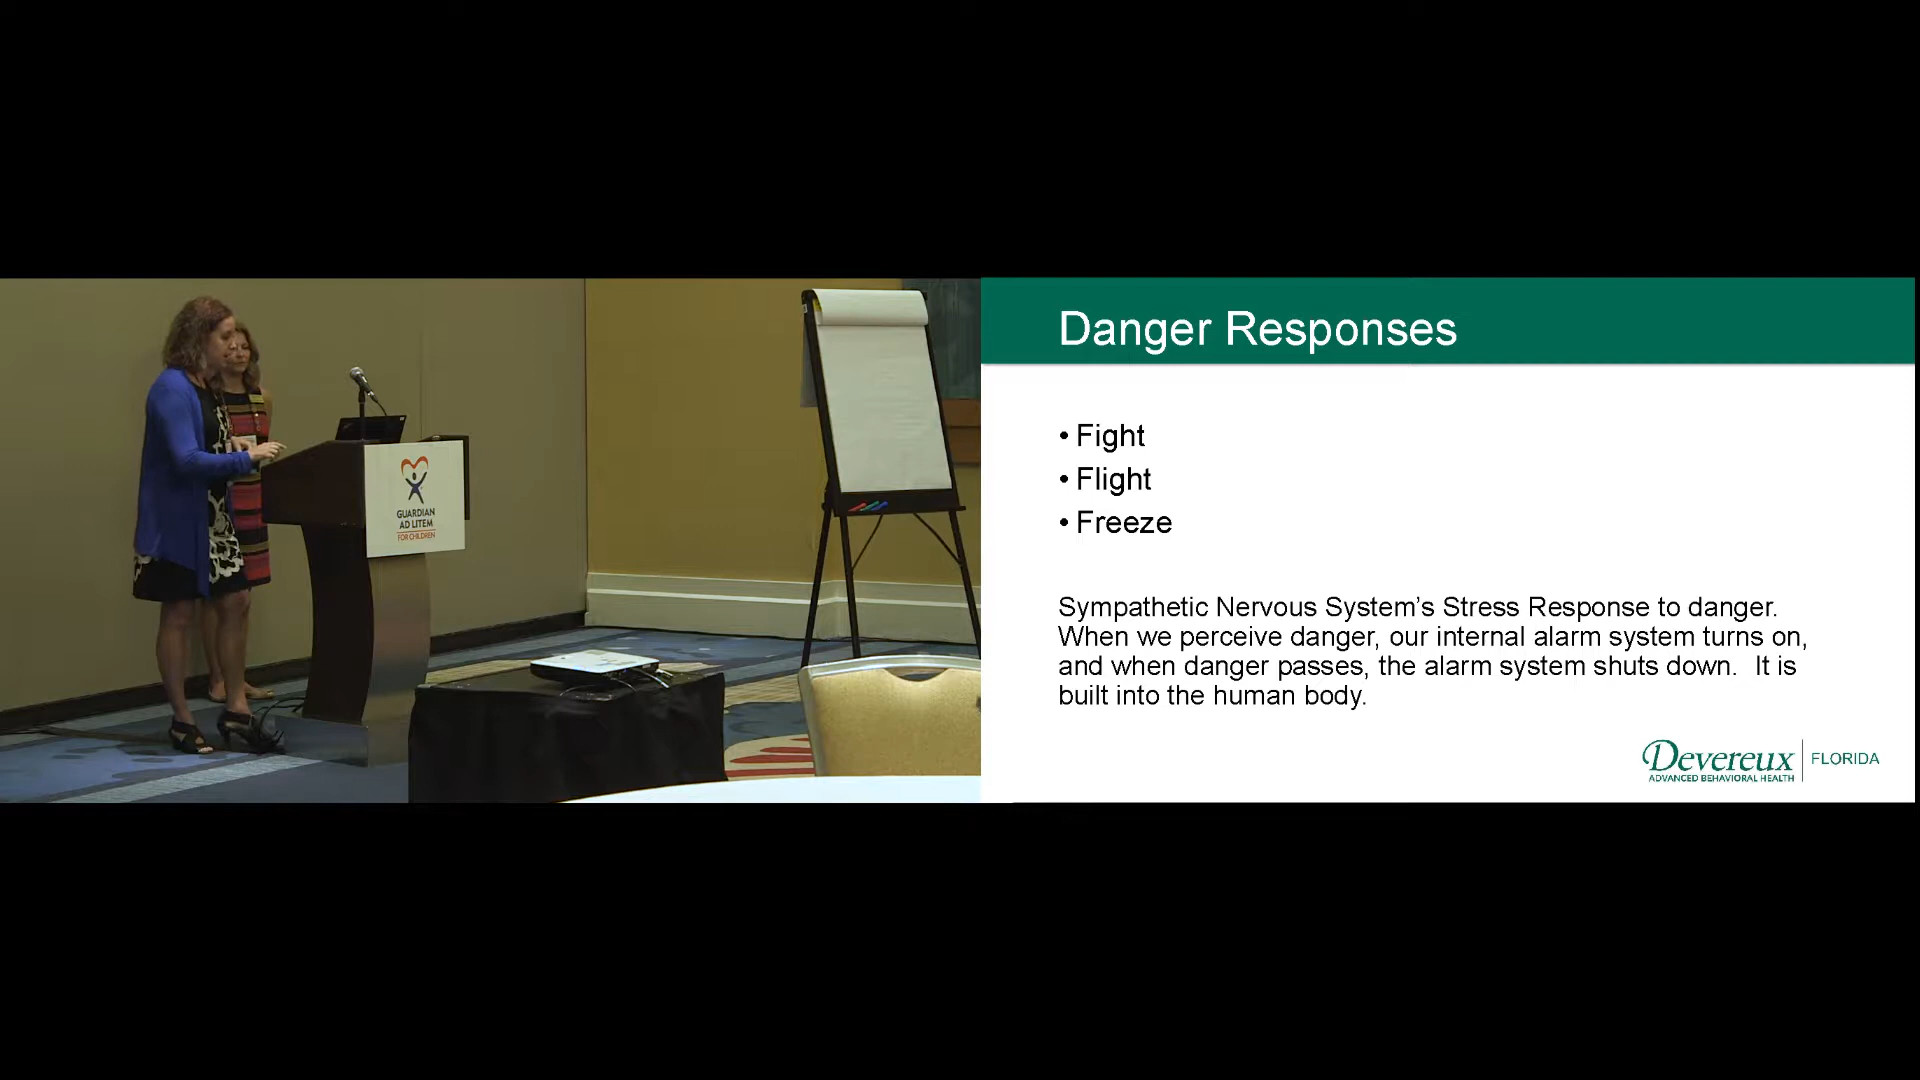 GUARDIAN
AD LITEM
FOR CHILDREN
Danger Responses
• Fight
• Flight
• Freeze
Sympathetic Nervous System’s Stress Response to danger.
When we perceive danger, our internal alarm system turns on,
and when danger passes, the alarm system shuts down.  It is
built into the human body.
Devereux
ADVANCED BEHAVIORAL HEALTH
FLORIDA